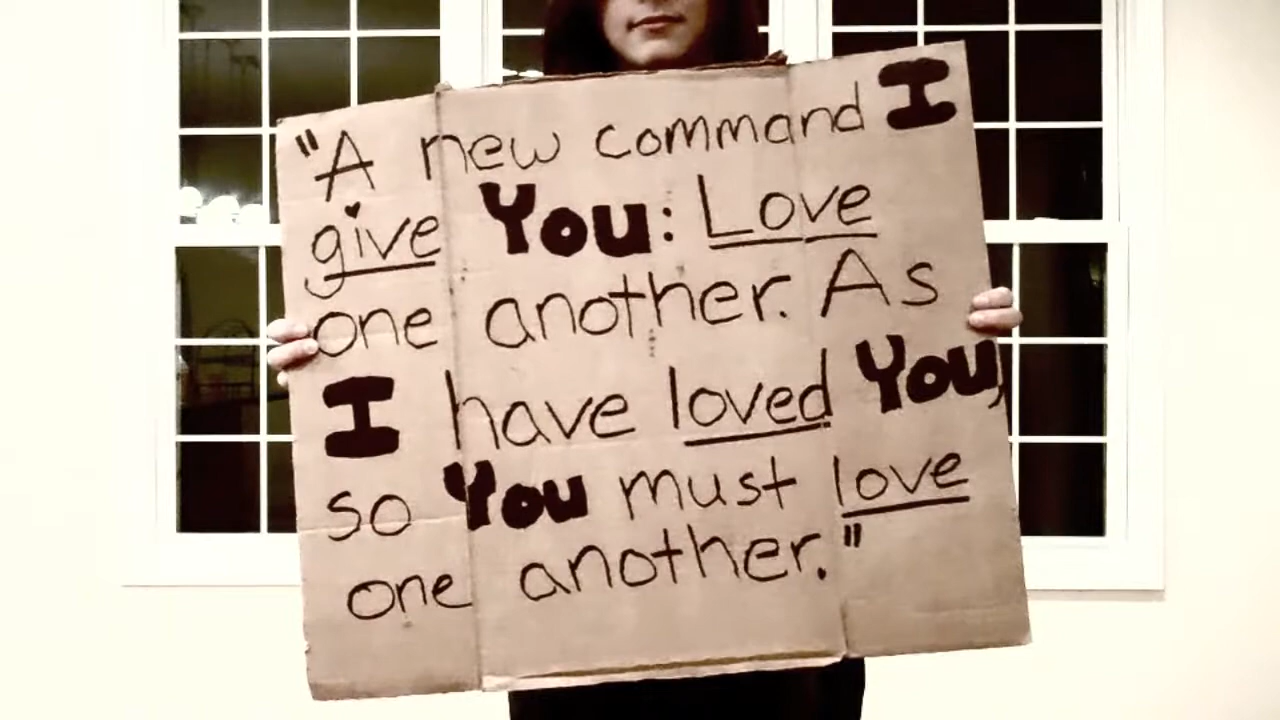 "A new command I
give You: Love
one another. As
I have loved You,
so You must love
one another."